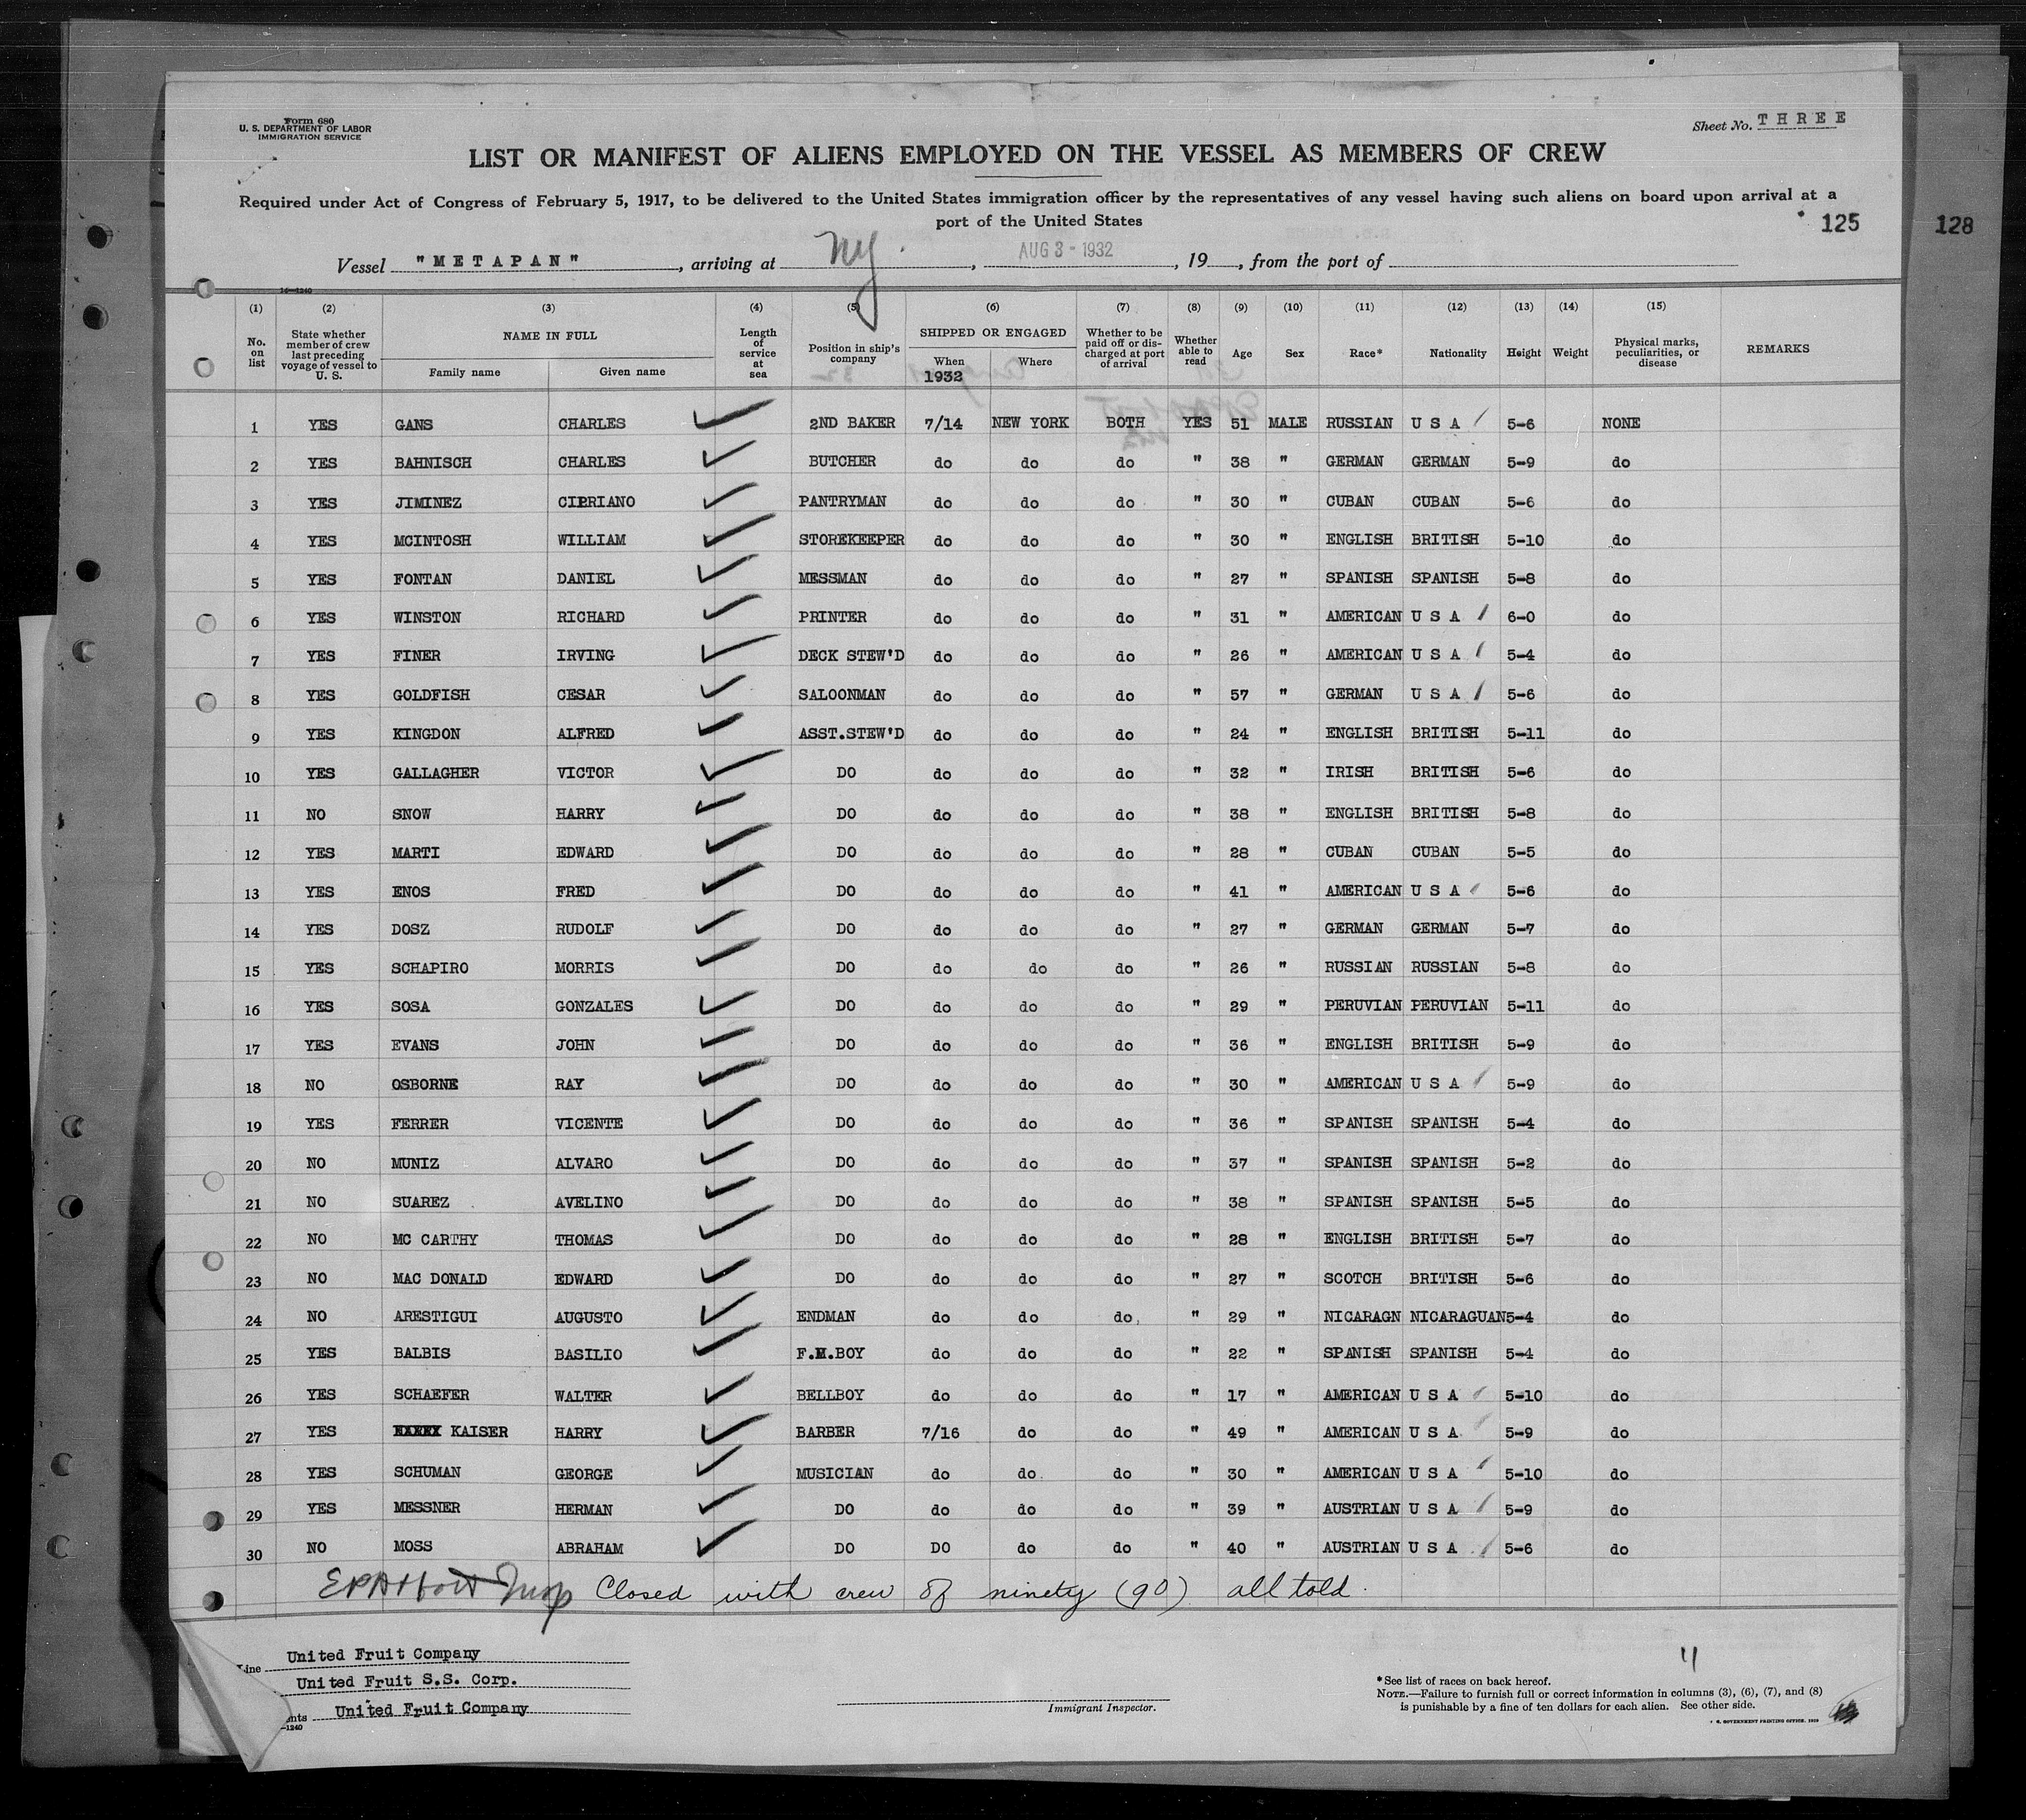 Form 680
U. S. DEPARTMENT OF LABOR
IMMIGRATION SERVICE
Sheet No. THREE
LIST OR MANIFEST OF ALIENS EMPLOYED ON THE VESSEL AS MEMBERS OF CREW
Required under Act of Congress of February 5, 1917, to be delivered to the United States immigration officer by the representatives of any vessel having such aliens on board upon arrival at a
port of the United States
125 128
Vessel "METAPAN", arriving at NY, AUG 3 - 1932, 19, from the port of
14-1240
(1) (2) (3) (4) (5) (6) (7) (8) (9) (10) (11) (12) (13) (14) (15)
No. on list State whether member of crew last preceding voyage of vessel to U. S. NAME IN FULL Family name Given name Length of service at sea Position in ship's company SHIPPED OR ENGAGED When 1932 Where Whether to be paid off or discharged at port of arrival Whether able to read Age Sex Race* Nationality Height Weight Physical marks, peculiarities, or disease REMARKS
1 YES GANS CHARLES 2ND BAKER 7/14 NEW YORK BOTH YES 51 MALE RUSSIAN U S A 5-6 NONE
2 YES BAHNISCH CHARLES BUTCHER do do do " 38 " GERMAN GERMAN 5-9 do
3 YES JIMINEZ CIPRIANO PANTRYMAN do do do " 30 " CUBAN CUBAN 5-6 do
4 YES MCINTOSH WILLIAM STOREKEEPER do do do " 30 " ENGLISH BRITISH 5-10 do
5 YES FONTAN DANIEL MESSMAN do do do " 27 " SPANISH SPANISH 5-8 do
6 YES WINSTON RICHARD PRINTER do do do " 31 " AMERICAN U S A 6-0 do
7 YES FINER IRVING DECK STEW'D do do do " 26 " AMERICAN U S A 5-4 do
8 YES GOLDFISH CESAR SALOONMAN do do do " 57 " GERMAN U S A 5-6 do
9 YES KINGDON ALFRED ASST.STEW'D do do do " 24 " ENGLISH BRITISH 5-11 do
10 YES GALLAGHER VICTOR DO do do do " 32 " IRISH BRITISH 5-6 do
11 NO SNOW HARRY DO do do do " 38 " ENGLISH BRITISH 5-8 do
12 YES MARTI EDWARD DO do do do " 28 " CUBAN CUBAN 5-5 do
13 YES ENOS FRED DO do do do " 41 " AMERICAN U S A 5-6 do
14 YES DOSZ RUDOLF DO do do do " 27 " GERMAN GERMAN 5-7 do
15 YES SCHAPIRO MORRIS DO do do do " 26 " RUSSIAN RUSSIAN 5-8 do
16 YES SOSA GONZALES DO do do do " 29 " PERUVIAN PERUVIAN 5-11 do
17 YES EVANS JOHN DO do do do " 36 " ENGLISH BRITISH 5-9 do
18 NO OSBORNE RAY DO do do do " 30 " AMERICAN U S A 5-9 do
19 YES FERRER VICENTE DO do do do " 36 " SPANISH SPANISH 5-4 do
20 NO MUNIZ ALVARO DO do do do " 37 " SPANISH SPANISH 5-2 do
21 NO SUAREZ AVELINO DO do do do " 38 " SPANISH SPANISH 5-5 do
22 NO MC CARTHY THOMAS DO do do do " 28 " ENGLISH BRITISH 5-7 do
23 NO MAC DONALD EDWARD DO do do do " 27 " SCOTCH BRITISH 5-6 do
24 NO ARESTIGUI AUGUSTO ENDMAN do do do " 29 " NICARAGN NICARAGUAN 5-4 do
25 YES BALBIS BASILIO F.M.BOY do do do " 22 " SPANISH SPANISH 5-4 do
26 YES SCHAEFER WALTER BELLBOY do do do " 17 " AMERICAN U S A 5-10 do
27 YES KAISER HARRY BARBER 7/16 do do " 49 " AMERICAN U S A 5-9 do
28 YES SCHUMAN GEORGE MUSICIAN do do do " 30 " AMERICAN U S A 5-10 do
29 YES MESSNER HERMAN DO do do do " 39 " AUSTRIAN U S A 5-9 do
30 NO MOSS ABRAHAM DO DO do do " 40 " AUSTRIAN U S A 5-6 do
Closed with crew of ninety (90) all told.
Line United Fruit Company
United Fruit S.S. Corp.
nts United Fruit Company
-1240
Immigrant Inspector.
*See list of races on back hereof.
NOTE.—Failure to furnish full or correct information in columns (3), (6), (7), and (8)
is punishable by a fine of ten dollars for each alien. See other side.
GOVERNMENT PRINTING OFFICE